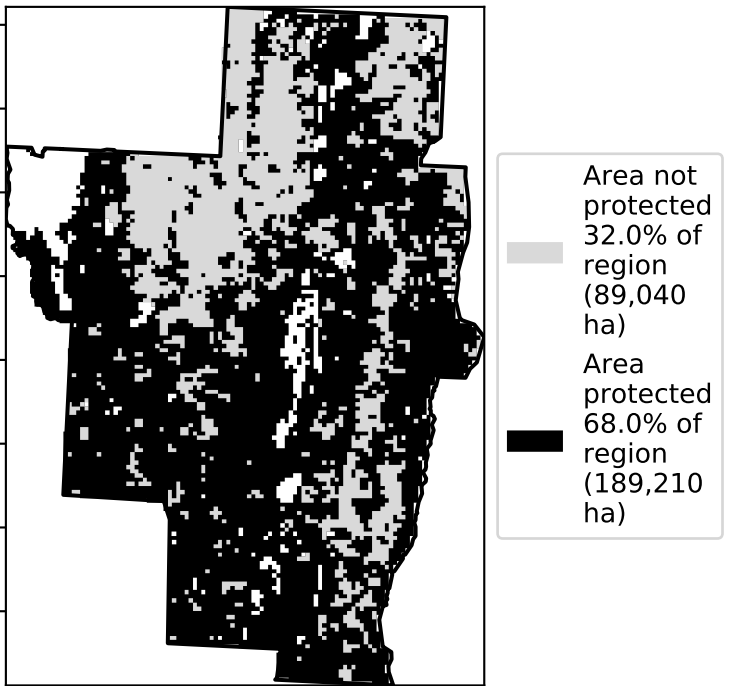 Area not
protected
32.0% of
region
(89,040
ha)
Area
protected
68.0% of
region
(189,210
ha)